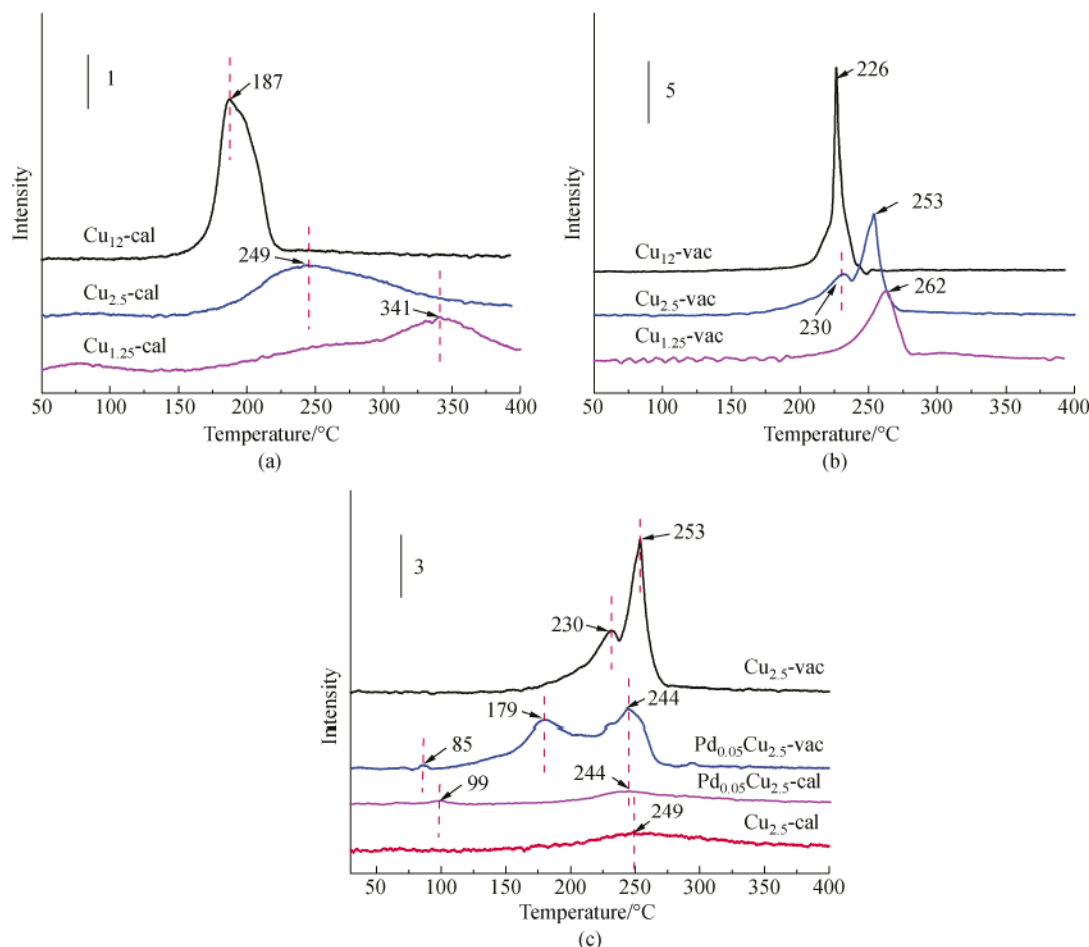 1
187
Intensity
Cu₁₂-cal
249
Cu₂.₅-cal
341
Cu₁.₂₅-cal
50 100 150 200 250 300 350 400
Temperature/°C
(a)
226
5
253
Intensity
Cu₁₂-vac
262
Cu₂.₅-vac
230
Cu₁.₂₅-vac
50 100 150 200 250 300 350 400
Temperature/°C
(b)
253
3
230
Intensity
Cu₂.₅-vac
179
244
85
Pd₀.₀₅Cu₂.₅-vac
99
244
Pd₀.₀₅Cu₂.₅-cal
249
Cu₂.₅-cal
50 100 150 200 250 300 350 400
Temperature/°C
(c)